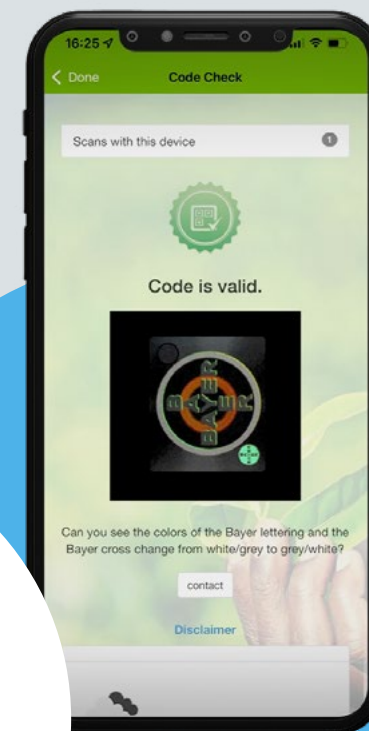 16:25
Done
Code Check
Scans with this device
1
Code is valid.
BAYER
BAYER
Can you see the colors of the Bayer lettering and the
Bayer cross change from white/grey to grey/white?
contact
Disclaimer